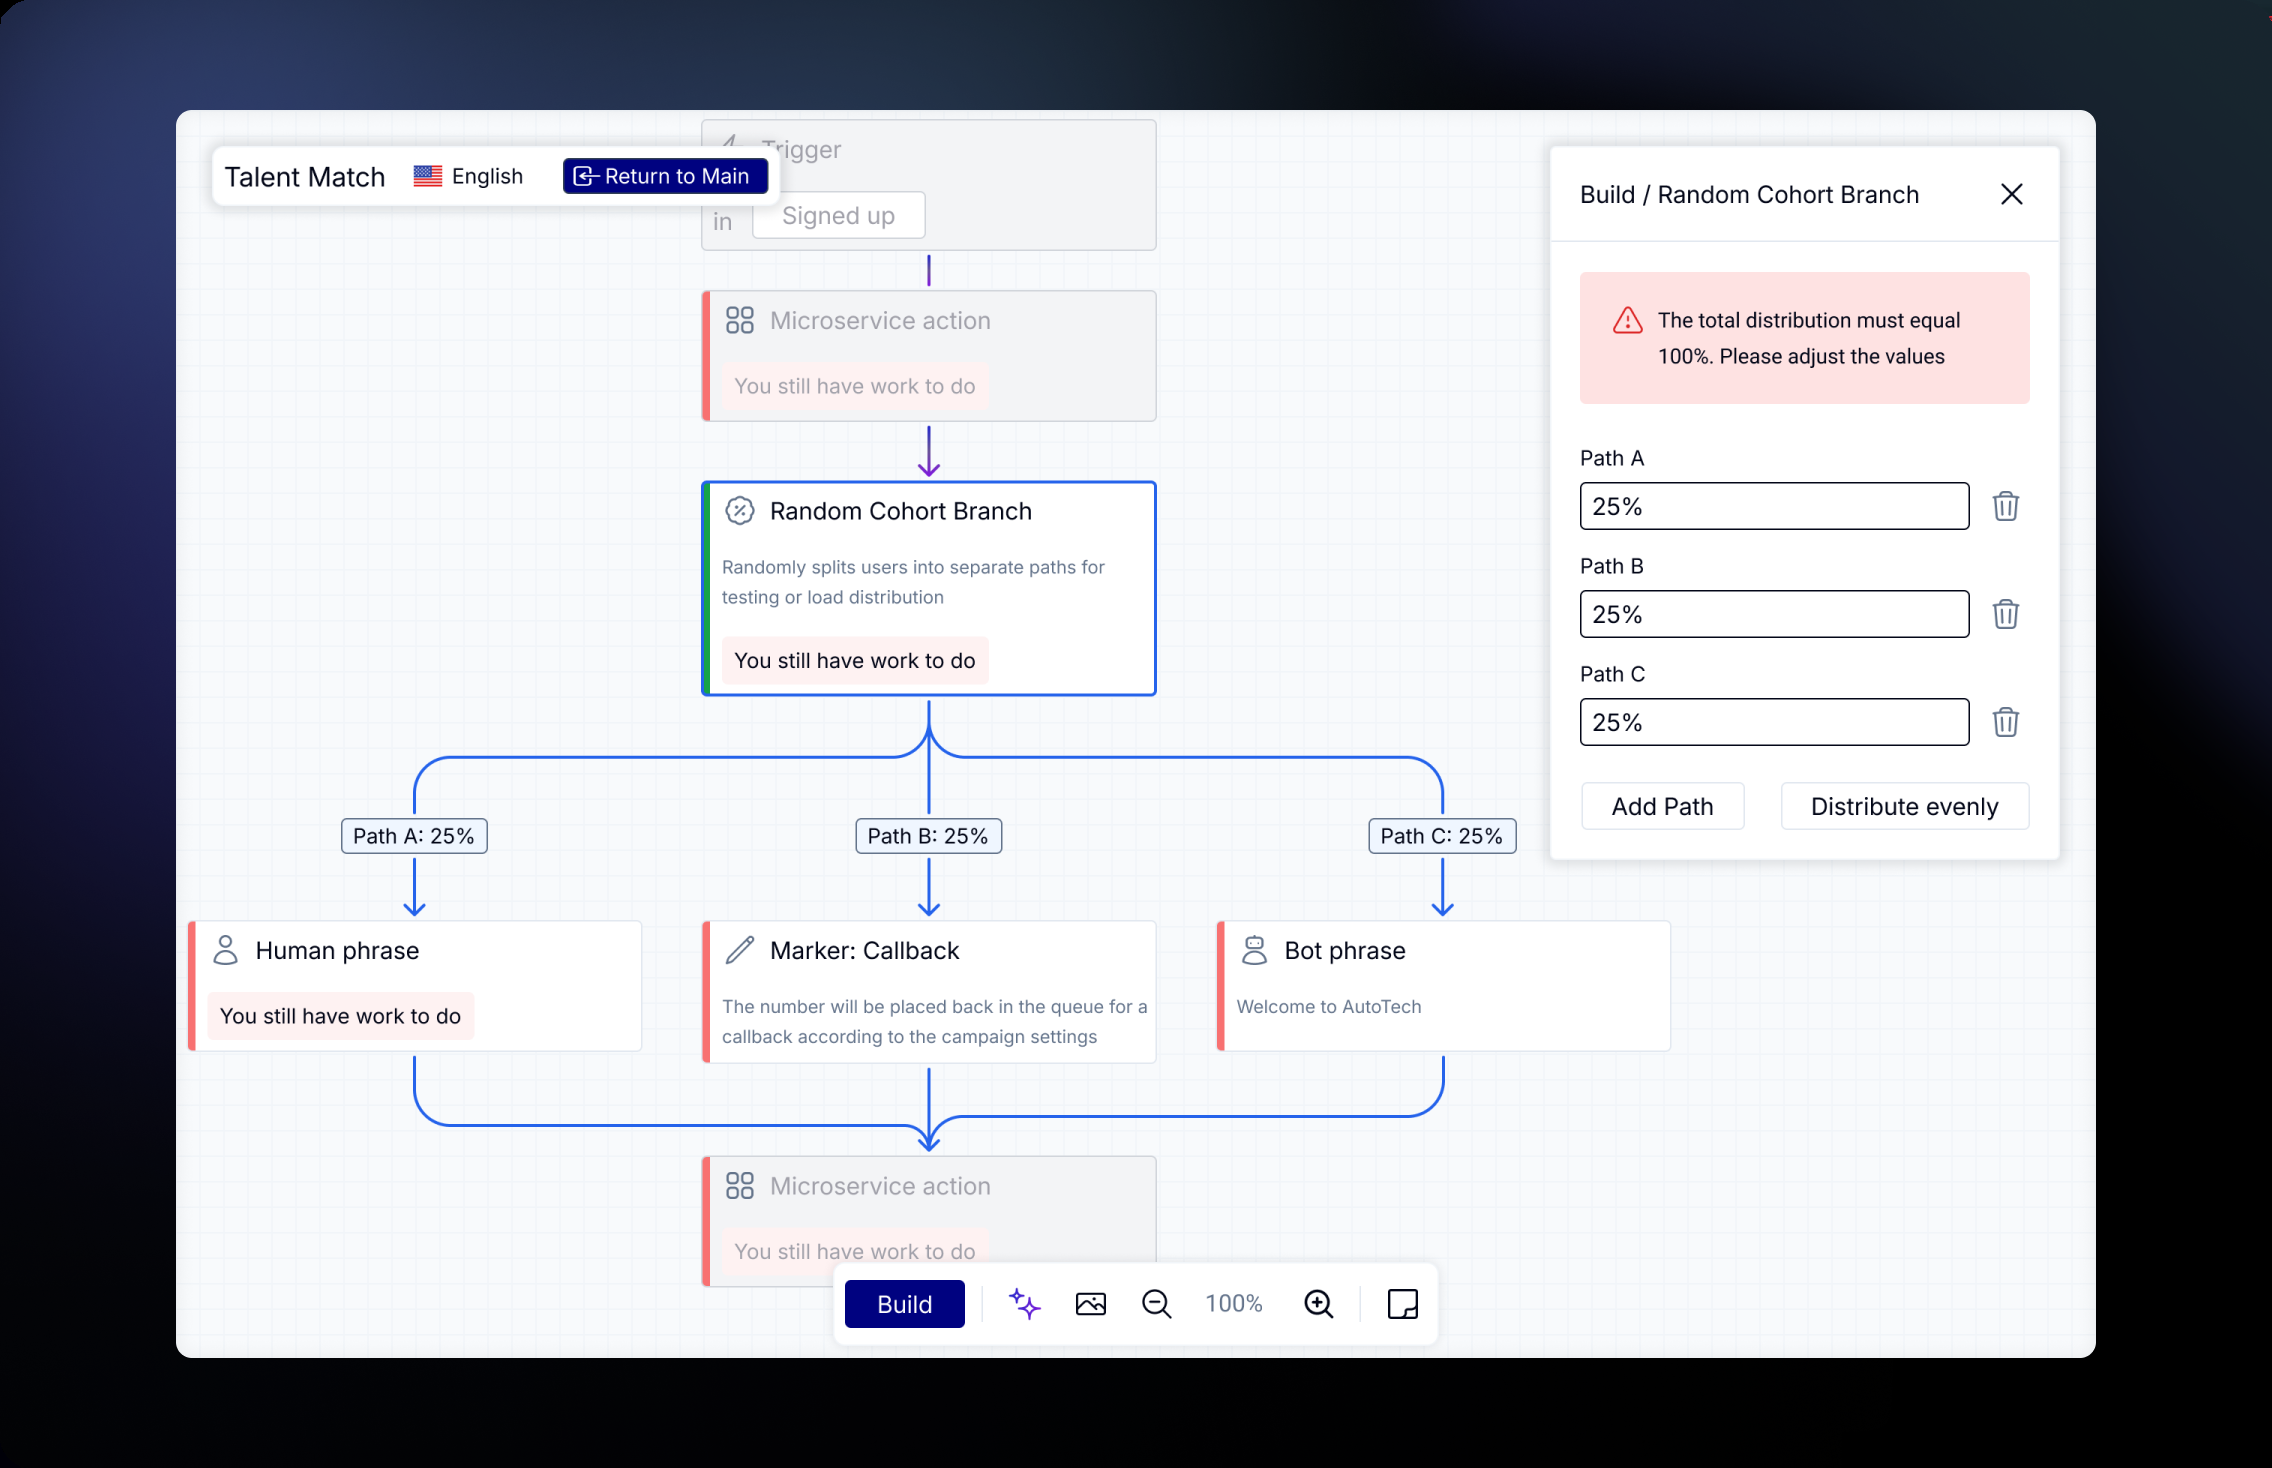 Talent Match
English
Return to Main
Trigger
in
Signed up
Microservice action
You still have work to do
Random Cohort Branch
Randomly splits users into separate paths for
testing or load distribution
You still have work to do
Path A: 25%
Path B: 25%
Path C: 25%
Human phrase
You still have work to do
Marker: Callback
The number will be placed back in the queue for a
callback according to the campaign settings
Bot phrase
Welcome to AutoTech
Microservice action
You still have work to do
Build
100%
Build / Random Cohort Branch
The total distribution must equal
100%. Please adjust the values
Path A
25%
Path B
25%
Path C
25%
Add Path
Distribute evenly